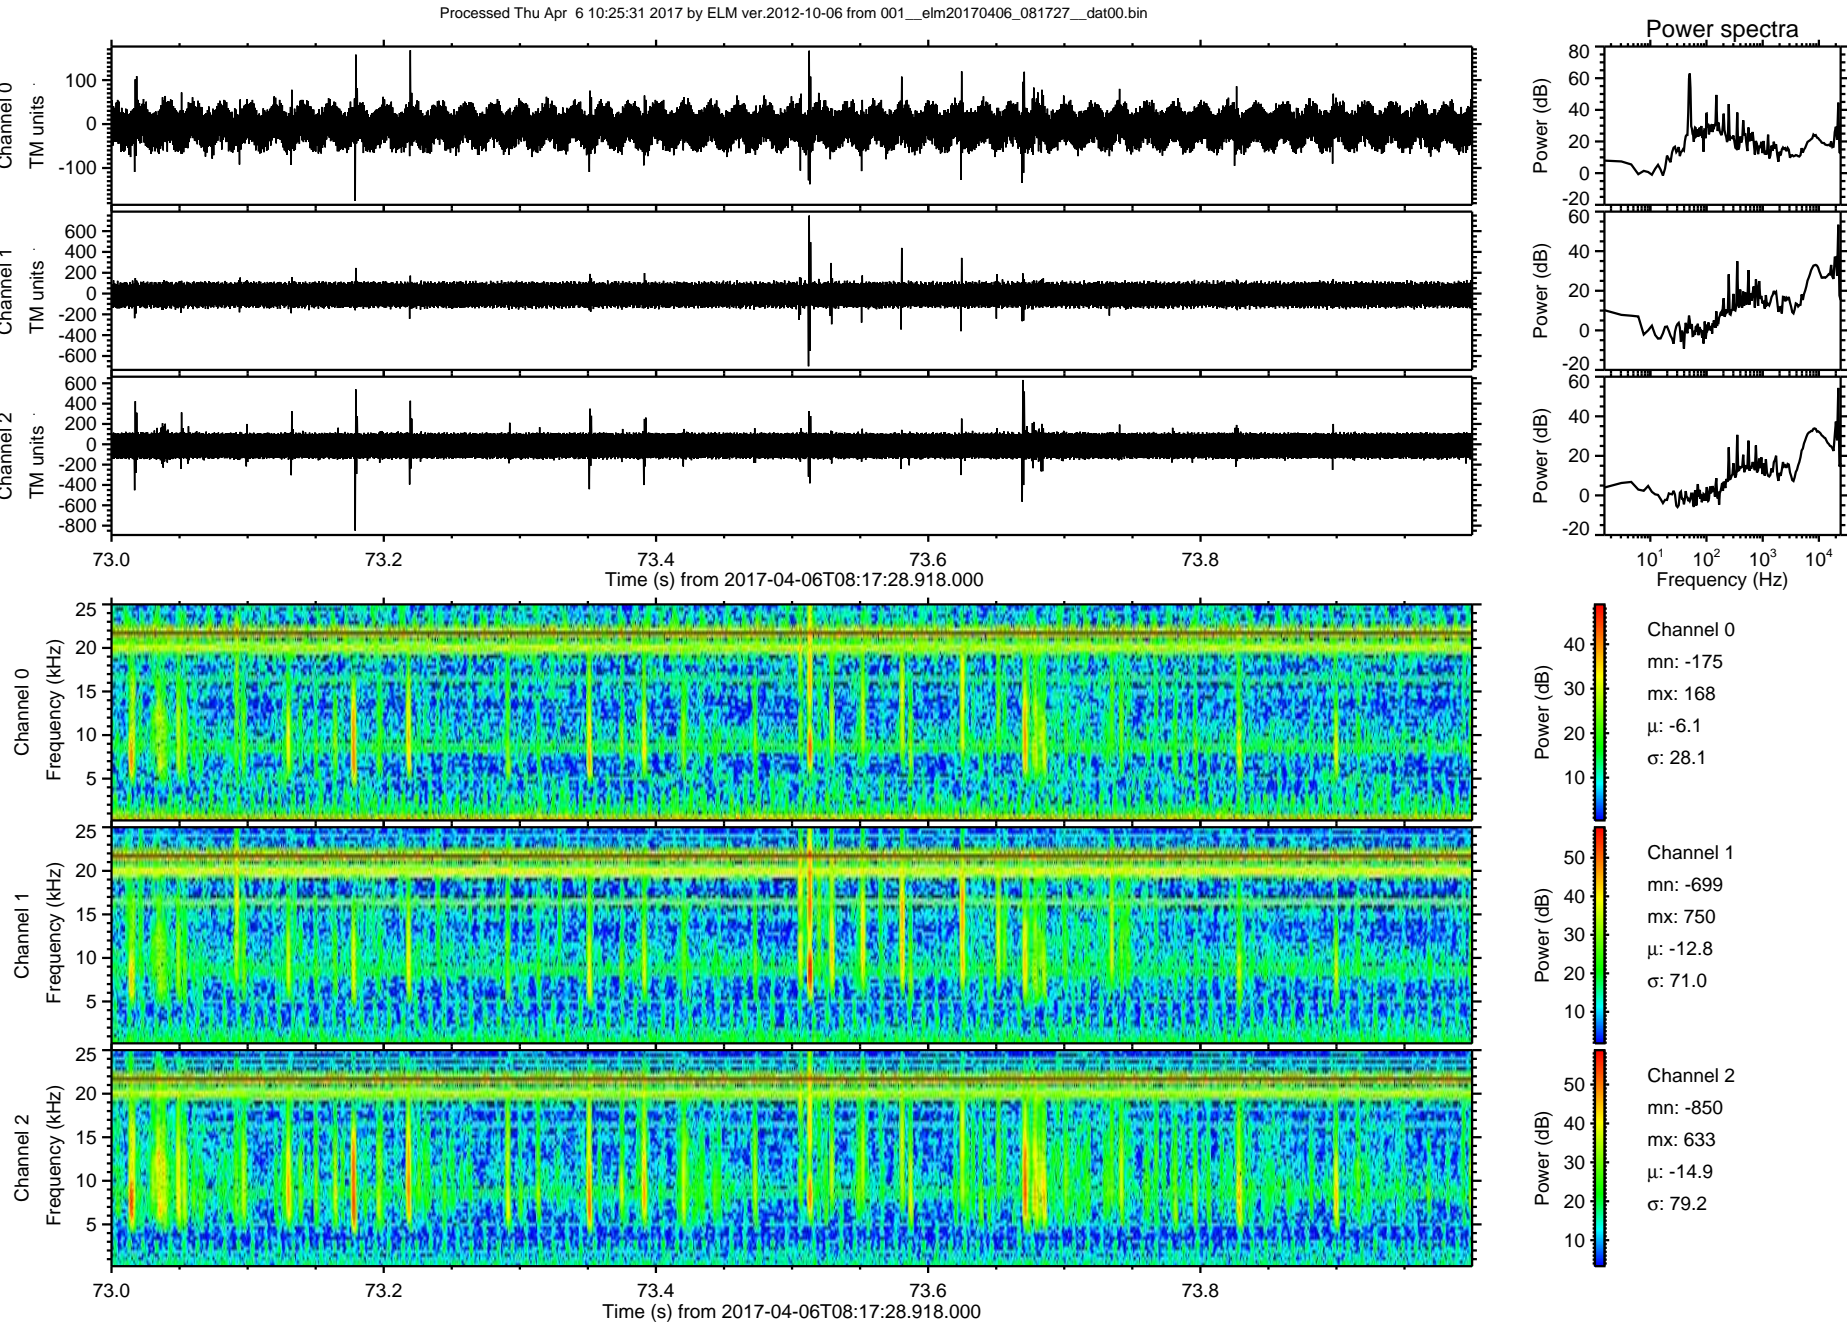 Processed Thu Apr  6 10:25:31 2017 by ELM ver.2012-10-06 from 001__elm20170406_081727__dat00.bin
Power spectra
Channel 0
TM units
100
0
-100
Power (dB)
80
60
40
20
0
-20
Channel 1
TM units
600
400
200
0
-200
-400
-600
Power (dB)
60
40
20
0
-20
Channel 2
TM units
600
400
200
0
-200
-400
-600
-800
Power (dB)
60
40
20
0
-20
73.0 73.2 73.4 73.6 73.8
Time (s) from 2017-04-06T08:17:28.918.000
10^1 10^2 10^3 10^4
Frequency (Hz)
Channel 0
Frequency (kHz)
25
20
15
10
5
Power (dB)
40
30
20
10
Channel 0
mn: -175
mx: 168
µ: -6.1
σ: 28.1
Channel 1
Frequency (kHz)
25
20
15
10
5
Power (dB)
50
40
30
20
10
Channel 1
mn: -699
mx: 750
µ: -12.8
σ: 71.0
Channel 2
Frequency (kHz)
25
20
15
10
5
Power (dB)
50
40
30
20
10
Channel 2
mn: -850
mx: 633
µ: -14.9
σ: 79.2
73.0 73.2 73.4 73.6 73.8
Time (s) from 2017-04-06T08:17:28.918.000